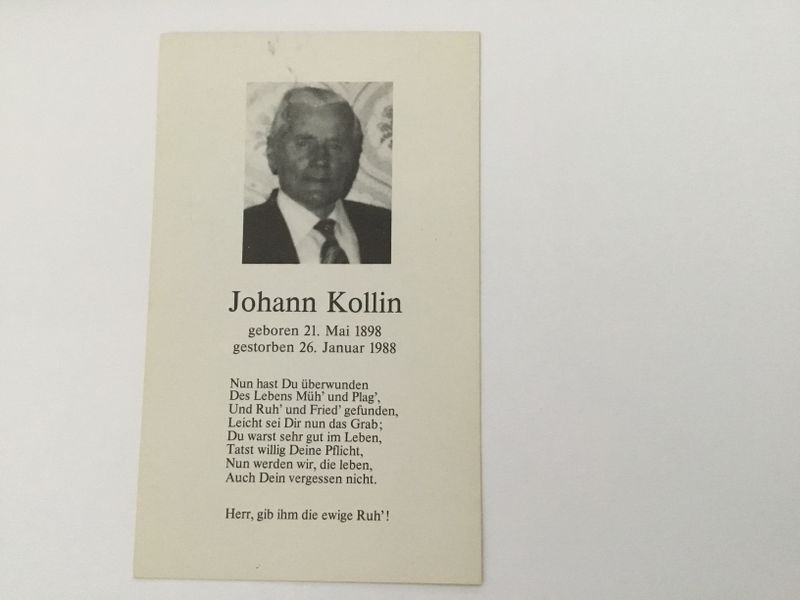 Johann Kollin
geboren 21. Mai 1898
gestorben 26. Januar 1988
Nun hast Du überwunden
Des Lebens Müh' und Plag',
Und Ruh' und Fried' gefunden,
Leicht sei Dir nun das Grab;
Du warst sehr gut im Leben,
Tatst willig Deine Pflicht,
Nun werden wir, die leben,
Auch Dein vergessen nicht.
Herr, gib ihm die ewige Ruh'!